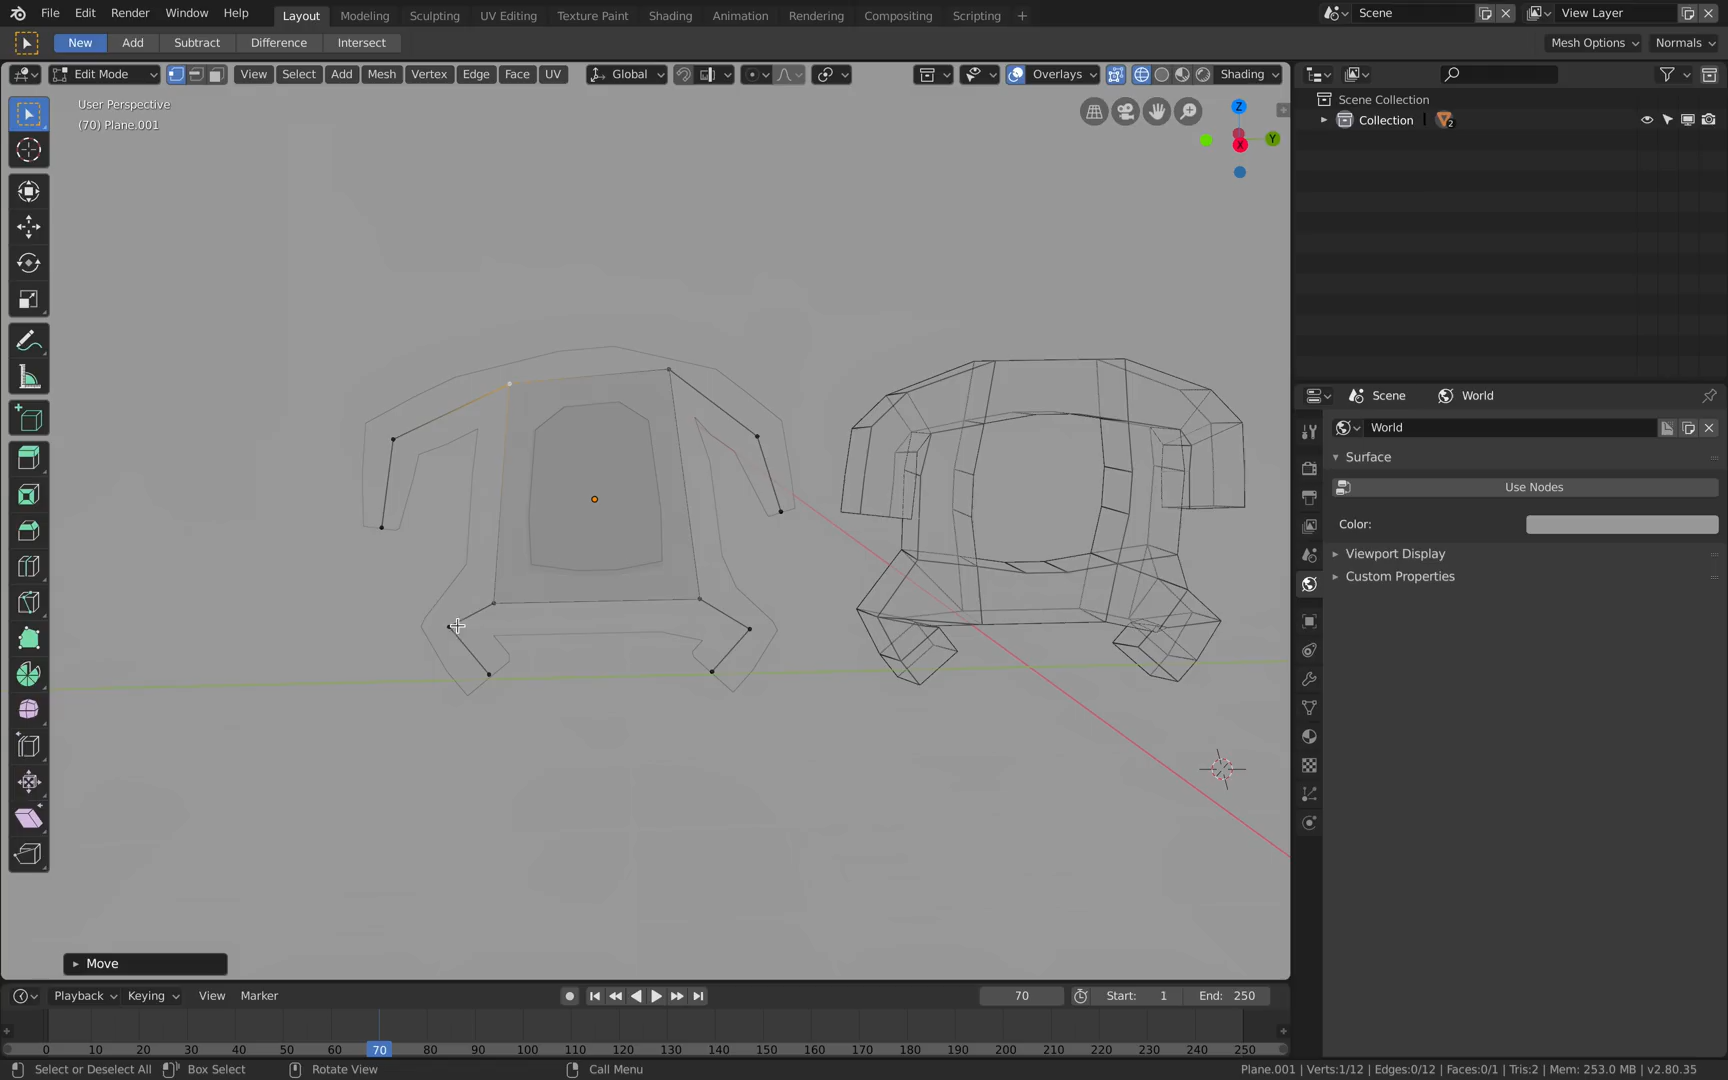 File Edit Render Window Help Layout Modeling Sculpting UV Editing Texture Paint Shading Animation Rendering Compositing Scripting + Scene View Layer
New Add Subtract Difference Intersect Mesh Options Normals
Edit Mode View Select Add Mesh Vertex Edge Face UV Global Overlays Shading
User Perspective
(70) Plane.001
Z
Y
X
Scene Collection
Collection 2
Scene World
World
Surface
Use Nodes
Color:
Viewport Display
Custom Properties
Move
Playback Keying View Marker 70 Start: 1 End: 250
0 10 20 30 40 50 60 70 80 90 100 110 120 130 140 150 160 170 180 190 200 210 220 230 240 250
Select or Deselect All Box Select Rotate View Call Menu Plane.001 | Verts:1/12 | Edges:0/12 | Faces:0/1 | Tris:2 | Mem: 253.0 MB | v2.80.35